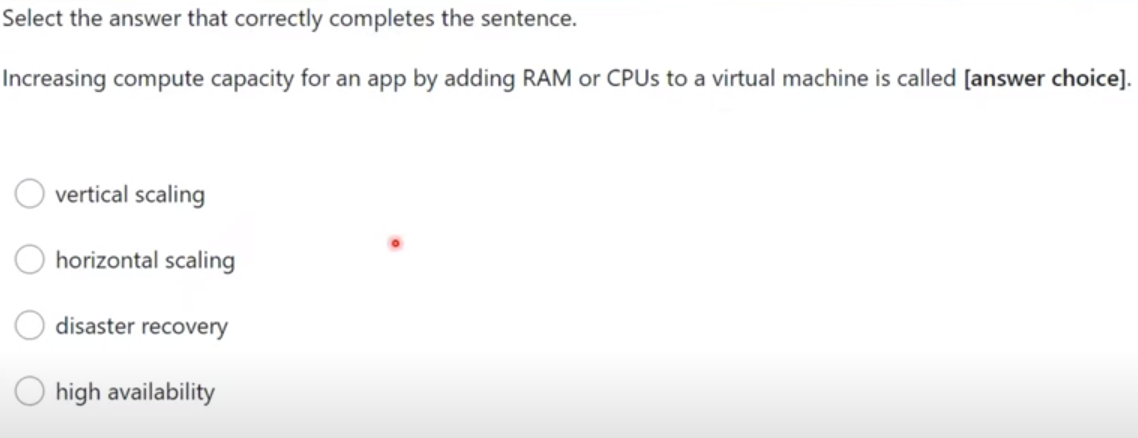 Select the answer that correctly completes the sentence.
Increasing compute capacity for an app by adding RAM or CPUs to a virtual machine is called [answer choice].
vertical scaling
horizontal scaling
disaster recovery
high availability